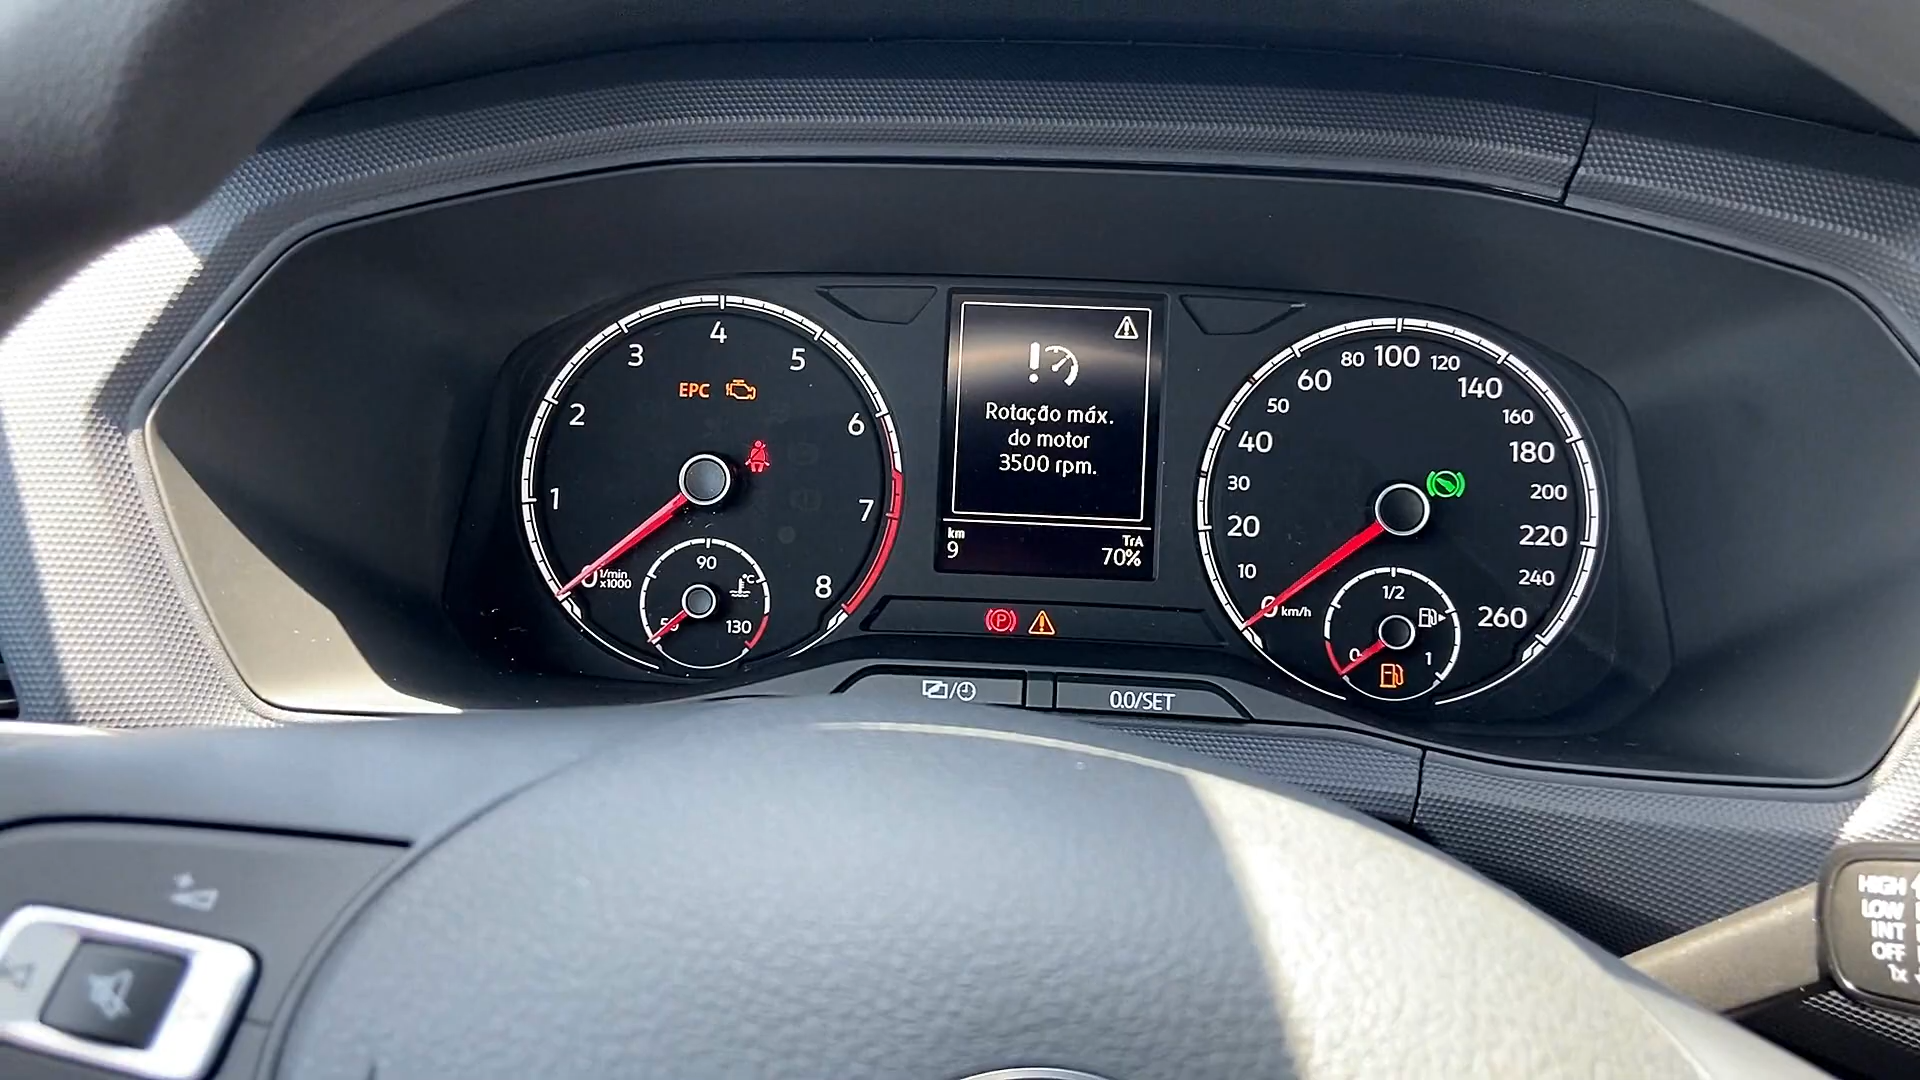 4
3
5
2
6
1
7
0
8
1/min
x1000
EPC
90
°C
50
130
Rotação máx.
do motor
3500 rpm.
km
9
TrA
70%
P
0.0/SET
80 100 120
60
140
50
160
40
180
30
200
20
220
10
240
0 km/h
260
1/2
0
1
HIGH
LOW
INT
OFF
1x